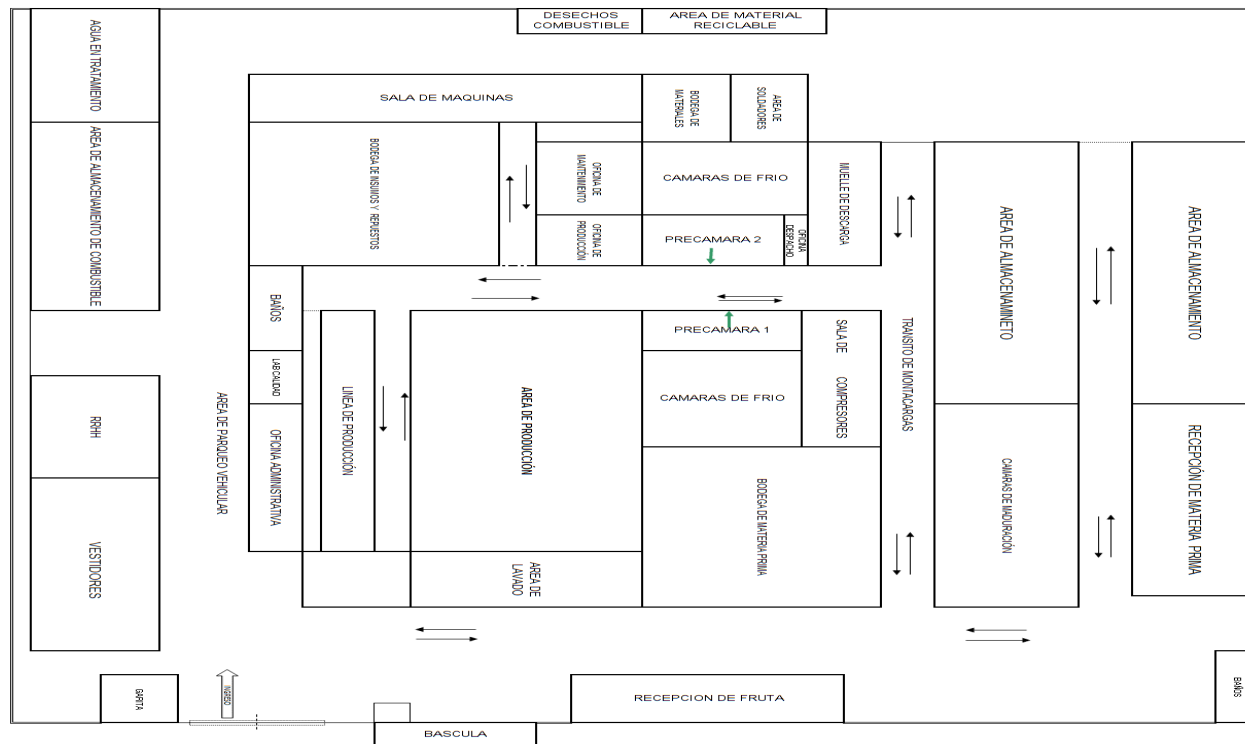 DESECHOS
COMBUSTIBLE
AREA DE MATERIAL
RECICLABLE
AGUA EN TRATAMIENTO
AREA DE ALMACENAMIENTO DE COMBUSTIBLE
SALA DE MAQUINAS
BODEGA DE
MATERIALES
AREA DE
SOLDADORES
BODEGA DE INSUMOS Y REPUESTOS
OFICINA DE
MANTENIMIENTO
CAMARAS DE FRIO
MUELLE DE DESCARGA
AREA DE ALMACENAMINETO
AREA DE ALMACENAMIENTO
OFICINA DE
PRODUCCIÓN
PRECAMARA 2
OFICINA
DESPACHO
BAÑOS
PRECAMARA 1
SALA DE COMPRESORES
TRANSITO DE MONTACARGAS
LAB CALIDAD
LINEA DE PRODUCCIÓN
AREA DE PRODUCCIÓN
CAMARAS DE FRIO
RRHH
AREA DE PARQUEO VEHICULAR
OFICINA ADMINISTRATIVA
BODEGA DE MATERIA PRIMA
CAMARAS DE MADURACIÓN
RECEPCIÓN DE MATERIA PRIMA
VESTIDORES
AREA DE
LAVADO
GARITA
INGRESO
RECEPCION DE FRUTA
BAÑOS
BASCULA